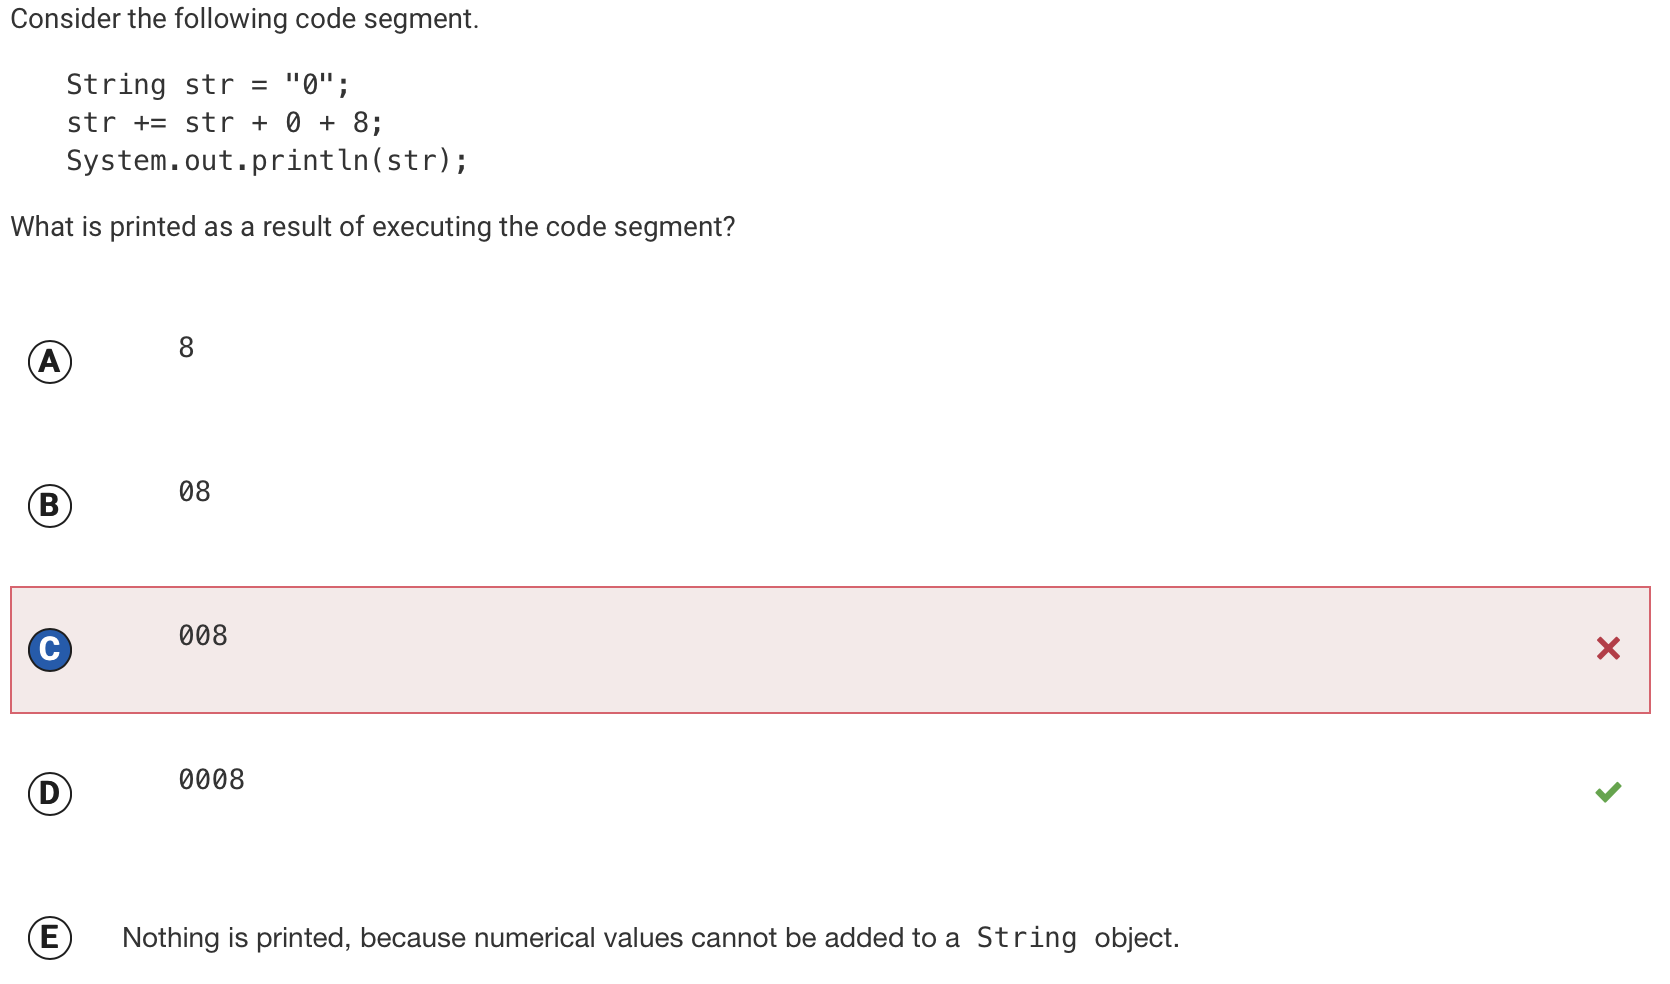 Consider the following code segment.
String str = "0";
str += str + 0 + 8;
System.out.println(str);
What is printed as a result of executing the code segment?
A 8
B 08
C 008
D 0008
E Nothing is printed, because numerical values cannot be added to a String object.